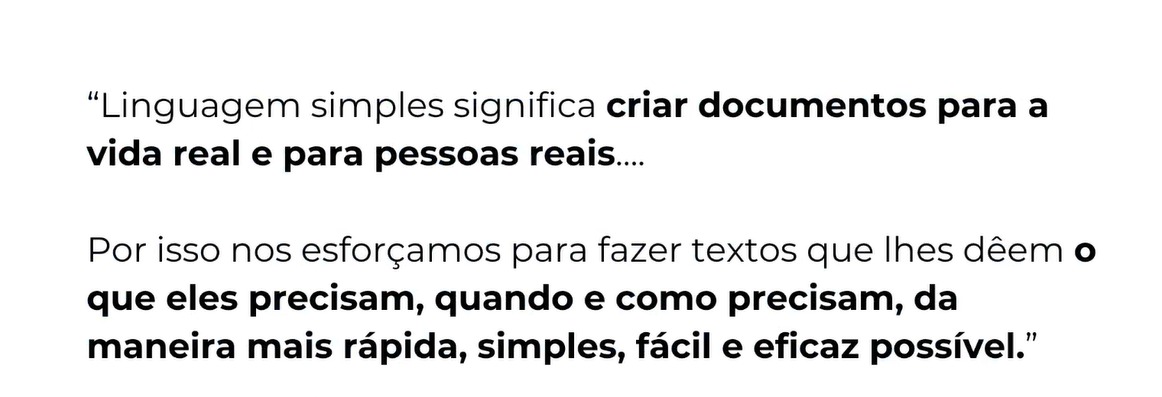 “Linguagem simples significa criar documentos para a
vida real e para pessoas reais....
Por isso nos esforçamos para fazer textos que lhes dêem o
que eles precisam, quando e como precisam, da
maneira mais rápida, simples, fácil e eficaz possível.”